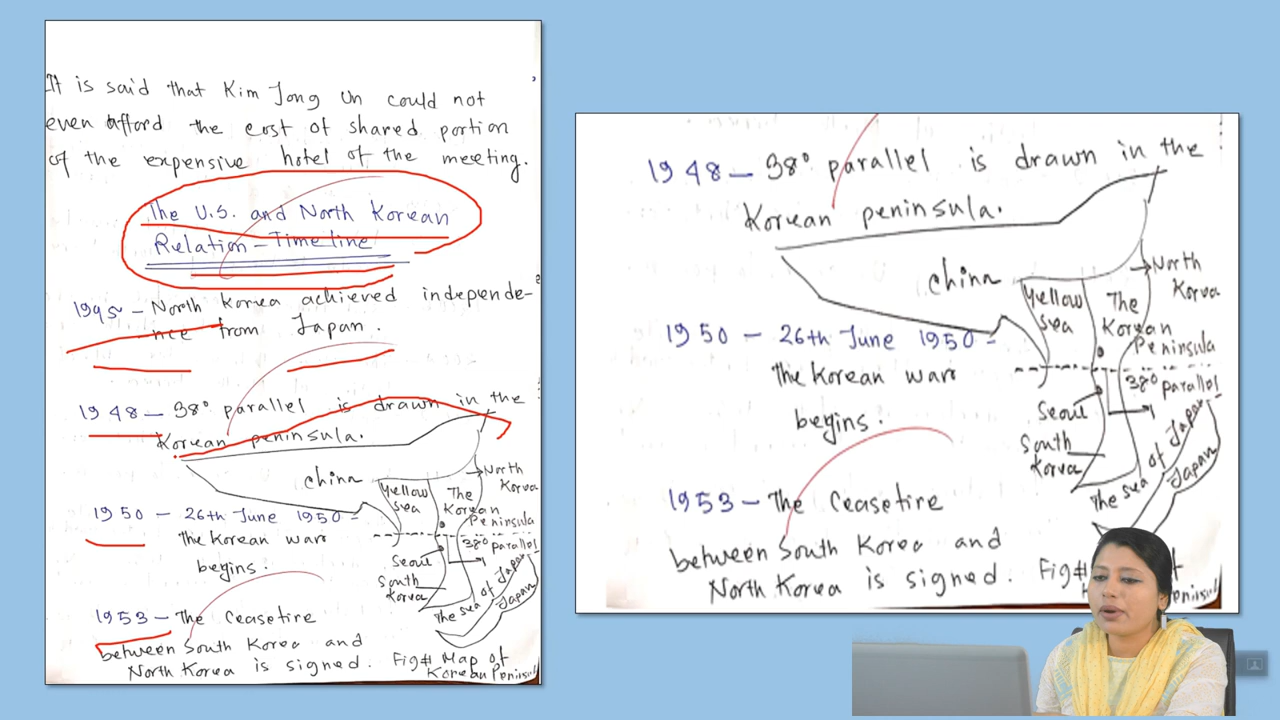 It is said that Kim Jong Un could not
even afford the cost of shared portion
of the expensive hotel of the meeting.
The U.S. and North Korean
Relation - Timeline
1945 - North Korea achieved independe-
nce from Japan.
1948 - 38° parallel is drawn in the
Korean peninsula.
China
Yellow
sea
The
Korean
Peninsula
North
Korea
1950 - 26th June 1950 -
the Korean war
begins.
38° parallel
Seoul
South
Korea
The sea of Japan
Japan
1953 - The Ceasefire
between South Korea and
North Korea is signed.
Fig#1 Map of
Korean Peninsul
1948 - 38° parallel is drawn in the
Korean peninsula.
china
Yellow
sea
The
Korean
Peninsula
North
Korea
1950 - 26th June 1950 -
the Korean war
begins.
38° parallel
Seoul
South
Korea
The sea of Japan
Japan
1953 - The Ceasefire
between South Korea and
North Korea is signed.
Fig#